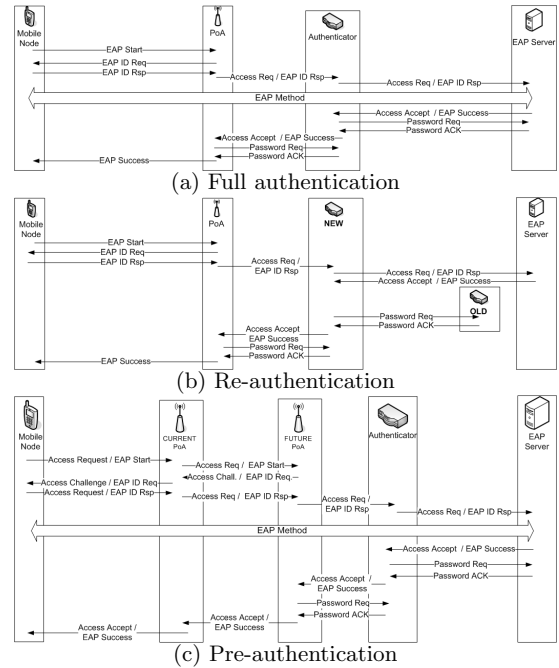 Mobile
Node
PoA
Authenticator
EAP Server
EAP Start
EAP ID Req
EAP ID Rsp
Access Req / EAP ID Rsp
Access Req / EAP ID Rsp
EAP Method
Access Accept / EAP Success
Password Req
Password ACK
Access Accept / EAP Success
Password Req
Password ACK
EAP Success
(a) Full authentication
Mobile
Node
PoA
NEW
EAP
Server
EAP Start
EAP ID Req
EAP ID Rsp
Access Req /
EAP ID Rsp
Access Req / EAP ID Rsp
Access Accept / EAP Success
OLD
Password Req
Password ACK
Access Accept
EAP Success
Password Req
Password ACK
EAP Success
(b) Re-authentication
Mobile
Node
CURRENT
PoA
FUTURE
PoA
Authenticator
EAP
Server
Access Request / EAP Start
Access Req / EAP Start
Access Chall. / EAP ID Req.
Access Challenge / EAP ID Req
Access Request / EAP ID Rsp
Access Req / EAP ID Rsp
Access Req /
EAP ID Rsp
Access Req / EAP ID Rsp
EAP Method
Access Accept / EAP Success
Password Req
Password ACK
Access Accept /
EAP Success
Password Req
Password ACK
Access Accept /
EAP Success
Access Accept /
EAP Success
(c) Pre-authentication